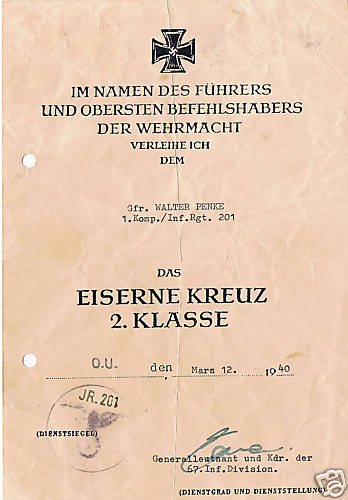 IM NAMEN DES FÜHRERS
UND OBERSTEN BEFEHLSHABERS
DER WEHRMACHT
VERLEIHE ICH
DEM
Gfr. WALTER PENKE
1.Komp./Inf.Rgt. 201
DAS
EISERNE KREUZ
2. KLASSE
O.U. den Mars 12. 1940
JR. 201
(DIENSTSIEGEL)
Generalleutnant und Kdr. der
67.Inf.Division.
(DIENSTGRAD UND DIENSTSTELLUNG)